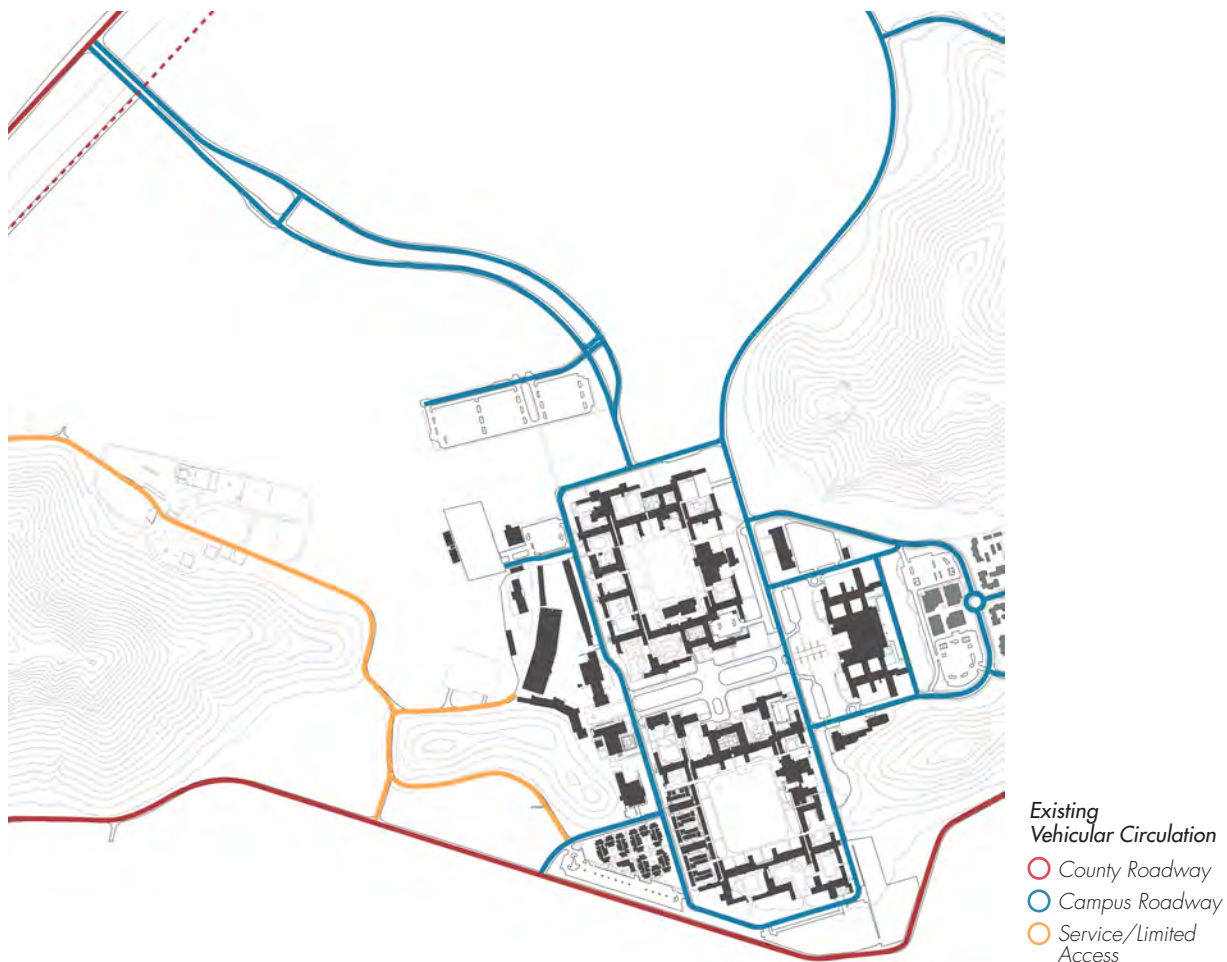 Existing
Vehicular Circulation
County Roadway
Campus Roadway
Service/Limited
Access